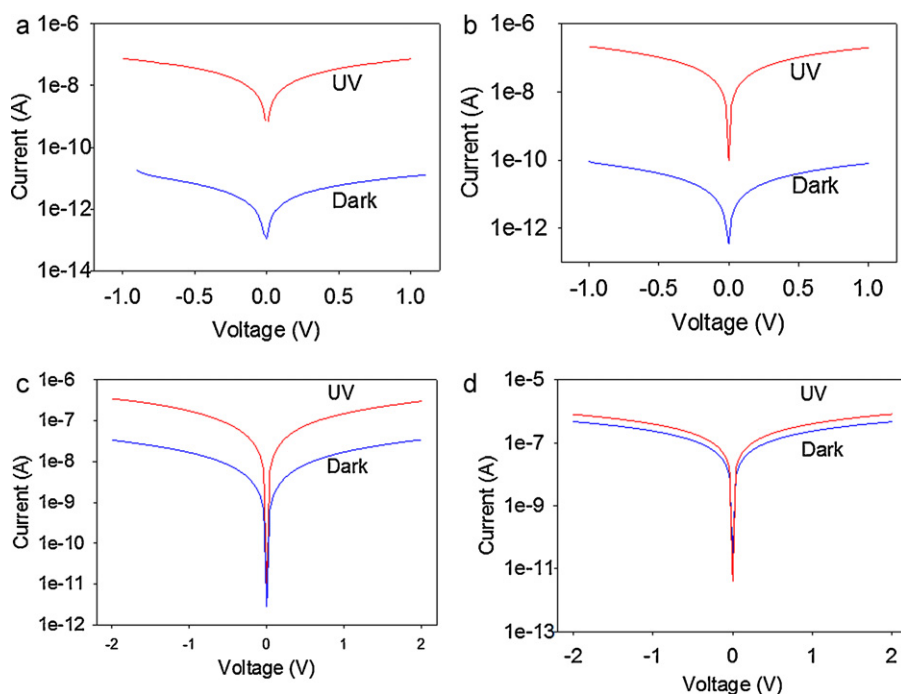 a
1e-6
1e-8
1e-10
1e-12
1e-14
Current (A)
UV
Dark
-1.0 -0.5 0.0 0.5 1.0
Voltage (V)
b
1e-6
1e-8
1e-10
1e-12
Current (A)
UV
Dark
-1.0 -0.5 0.0 0.5 1.0
Voltage (V)
c
1e-6
1e-7
1e-8
1e-9
1e-10
1e-11
1e-12
Current (A)
UV
Dark
-2 -1 0 1 2
Voltage (V)
d
1e-5
1e-7
1e-9
1e-11
1e-13
Current (A)
UV
Dark
-2 -1 0 1 2
Voltage (V)